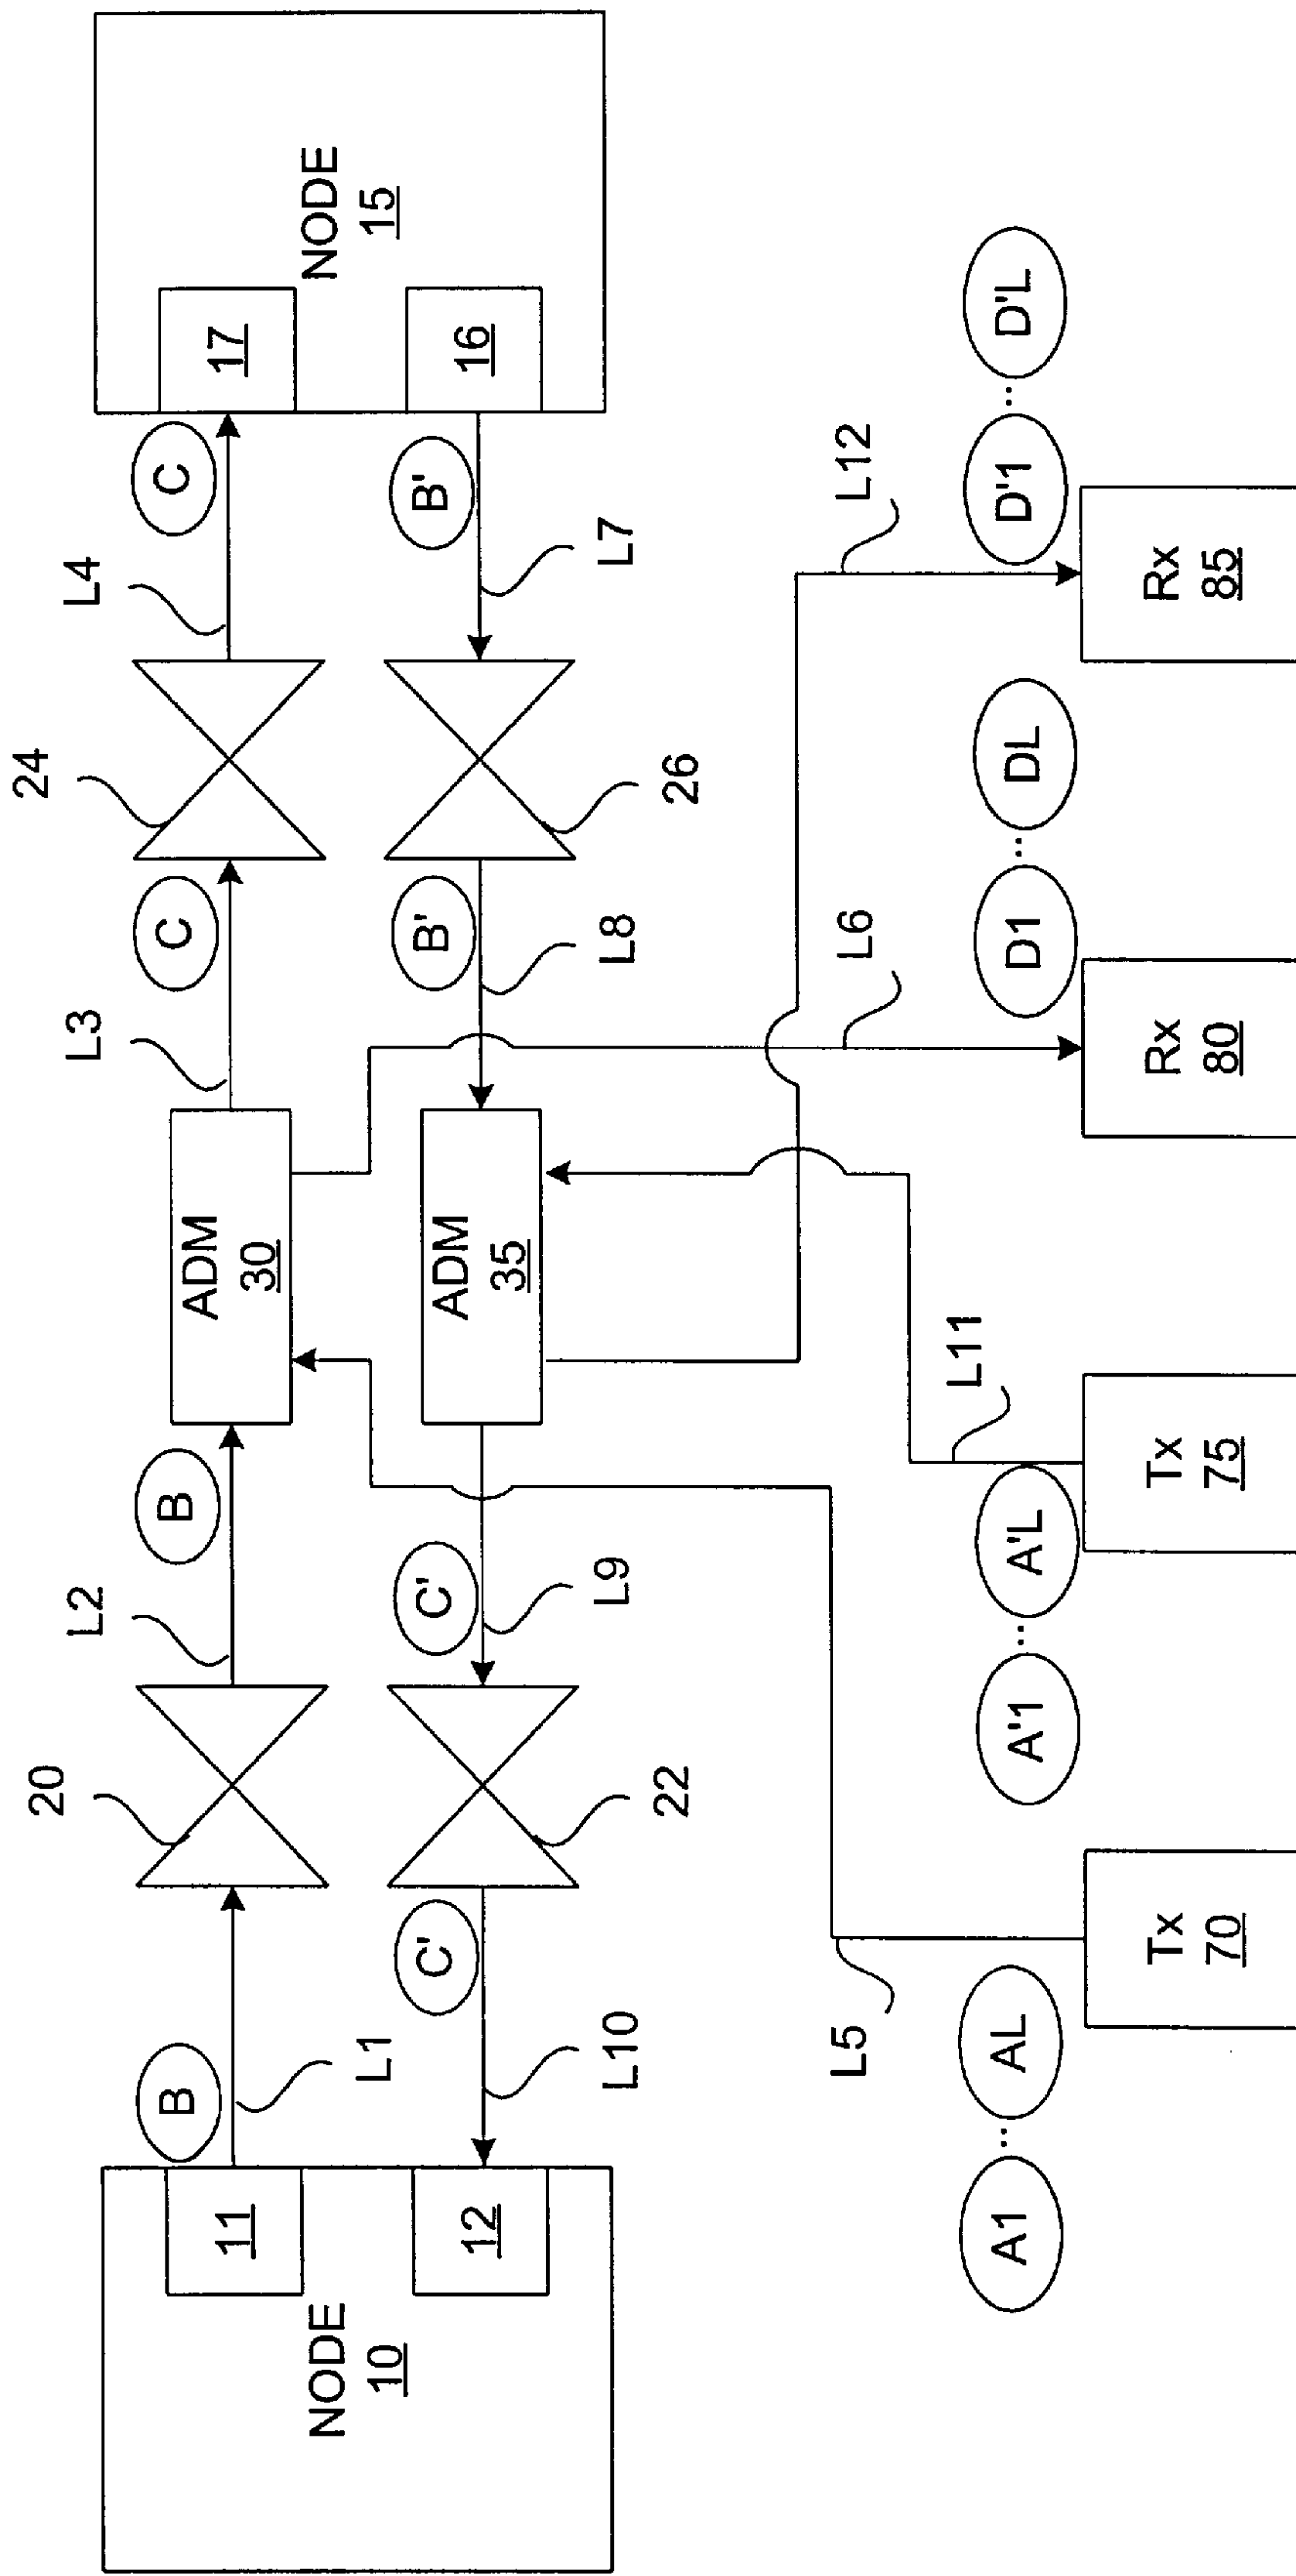 24
L4
L3
C
C
17
NODE
15
L2
20
B
B
ADM
30
11
NODE
10
L1
L7
L8
26
B'
B'
16
ADM
35
L9
C'
22
C'
L10
12
L12
L6
L11
L5
D'1
..
D'L
D1
..
DL
A'1
..
A'L
A1
..
AL
Rx
85
Rx
80
Tx
75
Tx
70